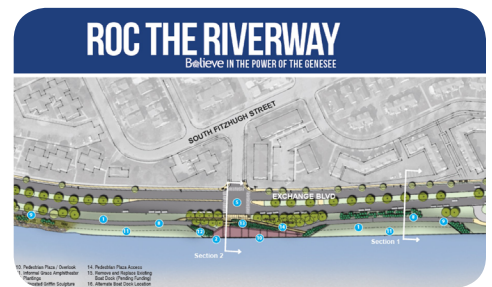 ROC THE RIVERWAY
Believe IN THE POWER OF THE GENESEE
SOUTH FITZHUGH STREET
EXCHANGE BLVD
Section 1
Section 2
10. Pedestrian Plaza / Overlook
Informal Grass Amphitheater
Plantings
Griffin Sculpture
14. Pedestrian Plaza Access
15. Remove and Replace Existing
Boat Dock (Pending Funding)
16. Alternate Boat Dock Location